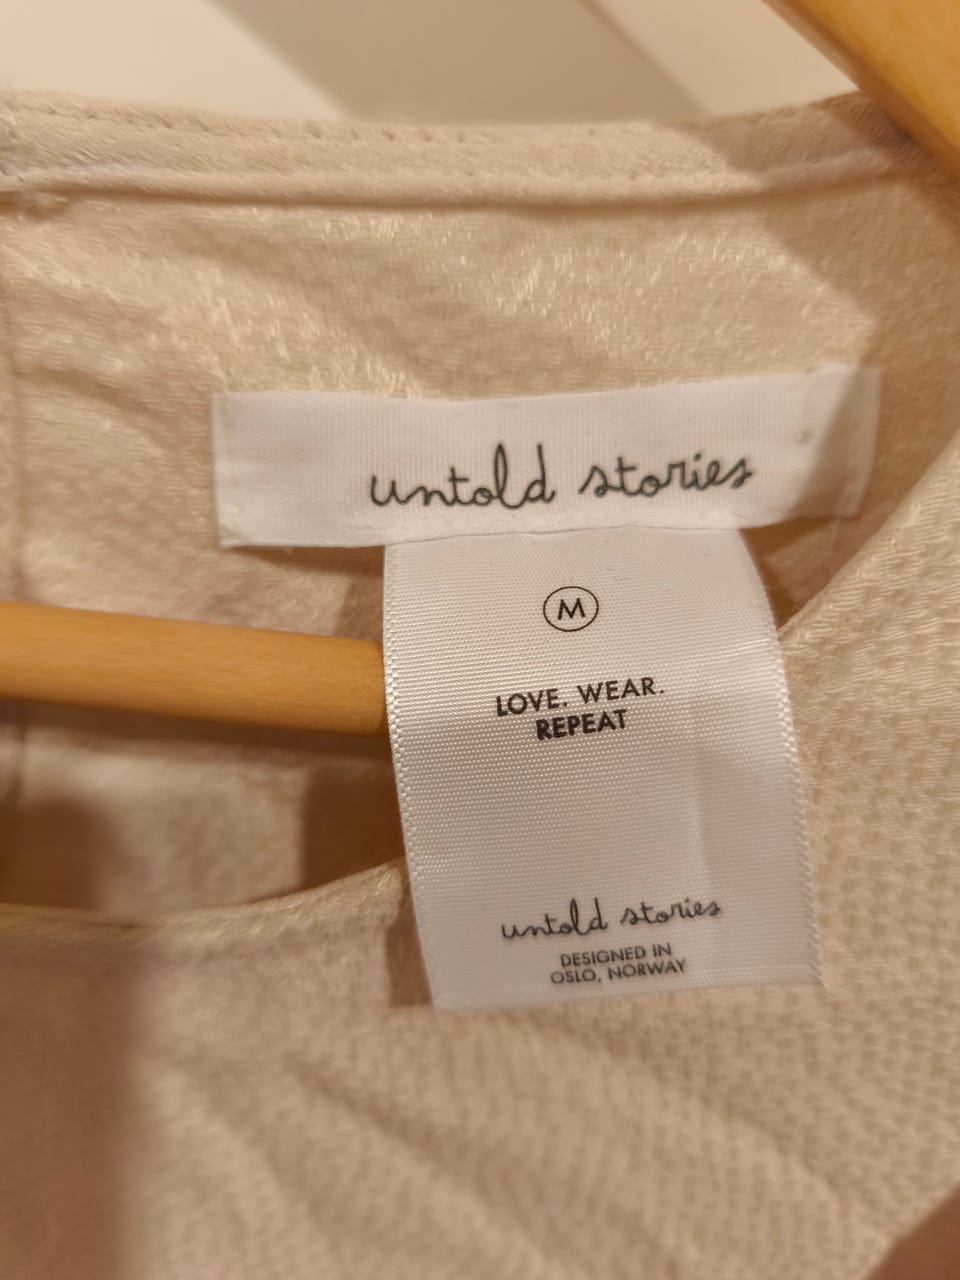 untold stories
M
LOVE. WEAR.
REPEAT
untold stories
DESIGNED IN
OSLO, NORWAY